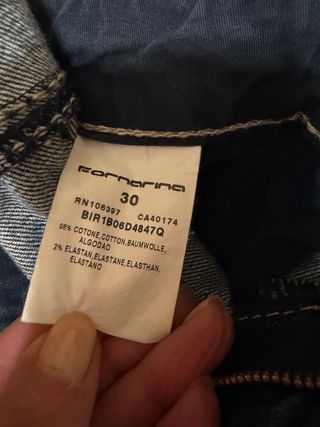 Fornarina
30
RN106397 CA40174
BIR1B06D4847Q
98% COTONE,COTTON,BAUMWOLLE,
ALGODAO
2% ELASTAN,ELASTANE,ELASTHAN,
ELASTANO